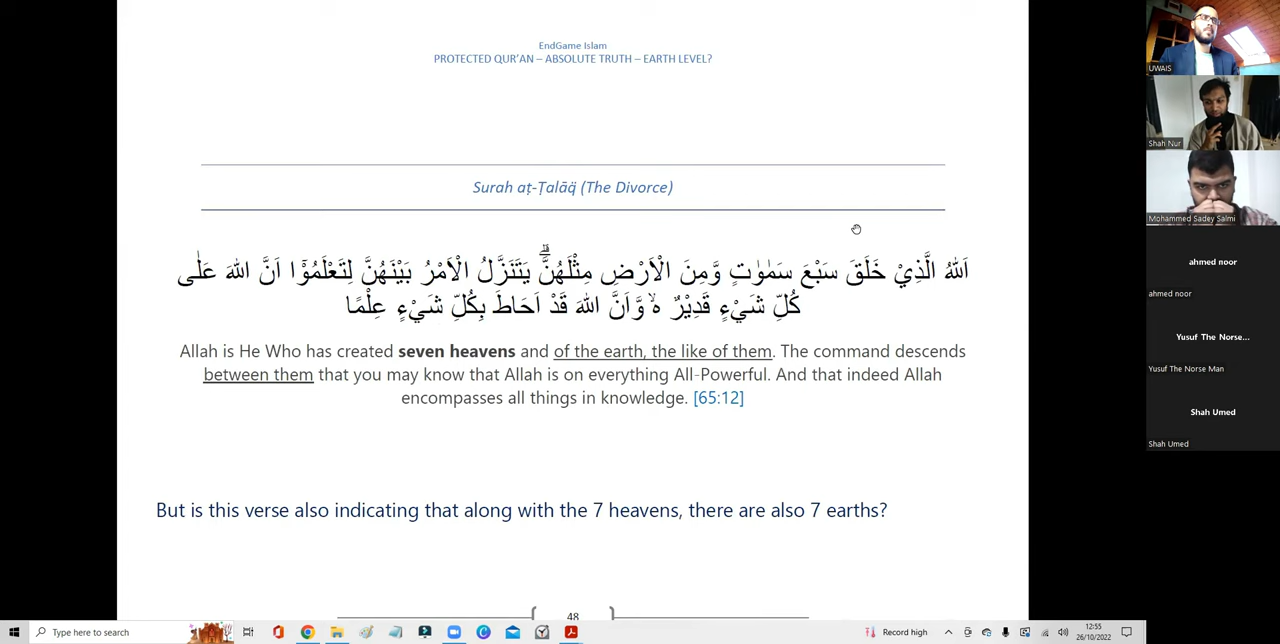 EndGame Islam
PROTECTED QUR'AN – ABSOLUTE TRUTH – EARTH LEVEL?
Surah aṭ-Ṭalāq̈ (The Divorce)
اَللهُ الَّذِيْ خَلَقَ سَبْعَ سَمٰوٰتٍ وَّمِنَ الْاَرْضِ مِثْلَهُنَّ ۗ يَتَنَزَّلُ الْاَمْرُ بَيْنَهُنَّ لِتَعْلَمُوْٓا اَنَّ اللهَ عَلٰى
كُلِّ شَيْءٍ قَدِيْرٌ ەۙ وَّاَنَّ اللهَ قَدْ اَحَاطَ بِكُلِّ شَيْءٍ عِلْمًا
Allah is He Who has created seven heavens and of the earth, the like of them. The command descends
between them that you may know that Allah is on everything All-Powerful. And that indeed Allah
encompasses all things in knowledge. [65:12]
But is this verse also indicating that along with the 7 heavens, there are also 7 earths?
48
UWAIS
Shah Nur
Mohammed Sadey Salmi
ahmed noor
ahmed noor
Yusuf The Norse...
Yusuf The Norse Man
Shah Umed
Shah Umed
Type here to search
Record high
12:55
26/10/2022